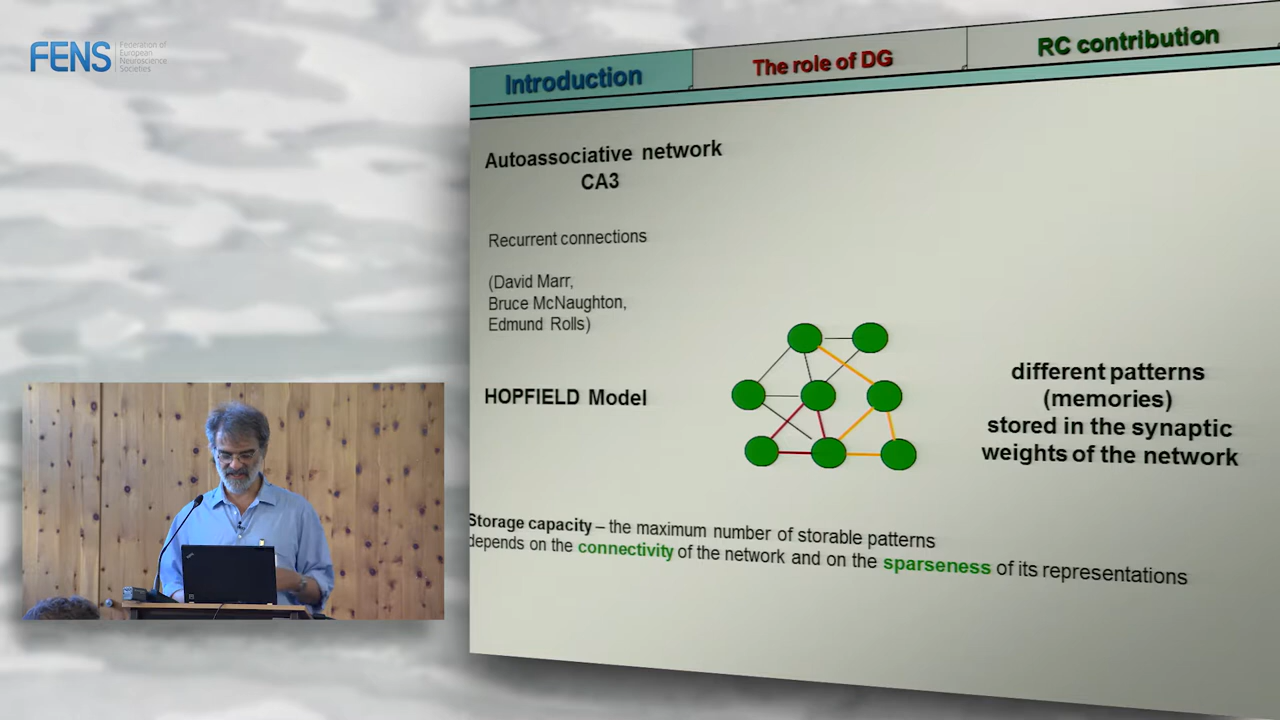 FENS
Federation of
European
Neuroscience
Societies
Introduction
The role of DG
RC contribution
Autoassociative network
CA3
Recurrent connections
(David Marr,
Bruce McNaughton,
Edmund Rolls)
HOPFIELD Model
different patterns
(memories)
stored in the synaptic
weights of the network
Storage capacity – the maximum number of storable patterns
depends on the connectivity of the network and on the sparseness of its representations